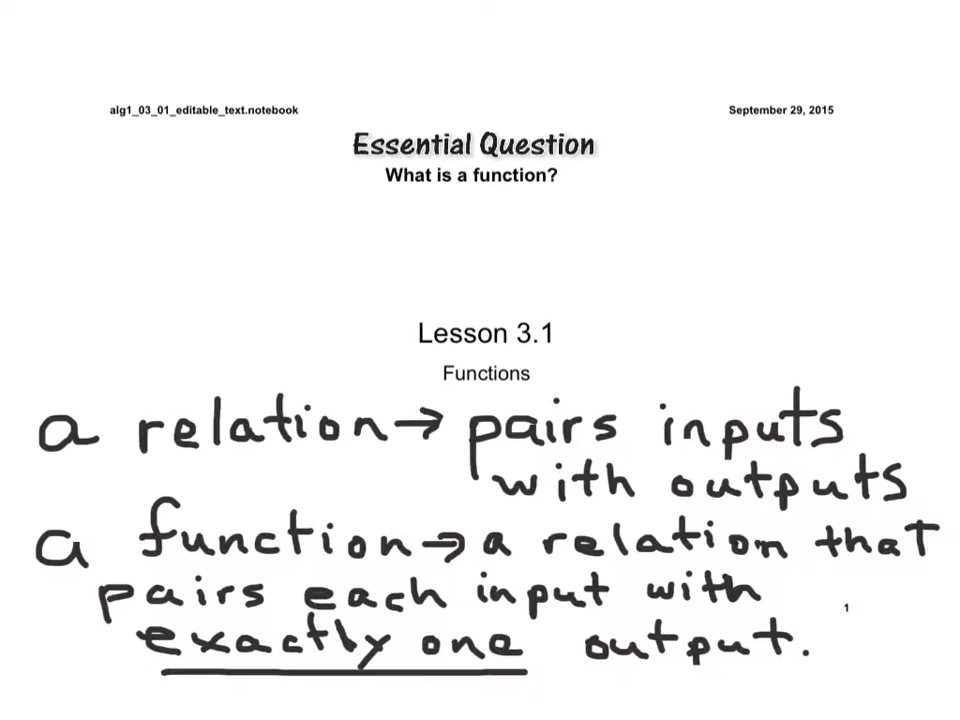 alg1_03_01_editable_text.notebook
September 29, 2015
Essential Question
What is a function?
Lesson 3.1
Functions
a relation → pairs inputs
with outputs
a function → a relation that
pairs each input with
1
exactly one output.